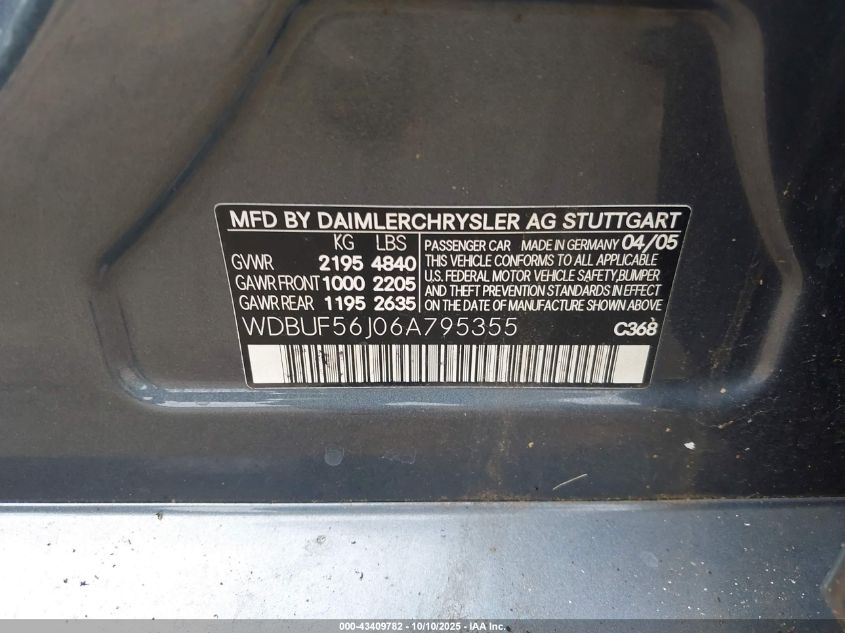 MFD BY DAIMLERCHRYSLER AG STUTTGART
KG LBS
GVWR 2195 4840
GAWR FRONT 1000 2205
GAWR REAR 1195 2635
PASSENGER CAR MADE IN GERMANY 04/05
THIS VEHICLE CONFORMS TO ALL APPLICABLE
U.S. FEDERAL MOTOR VEHICLE SAFETY,BUMPER
AND THEFT PREVENTION STANDARDS IN EFFECT
ON THE DATE OF MANUFACTURE SHOWN ABOVE
WDBUF56J06A795355 C368
000-43409782 - 10/10/2025 - IAA Inc.